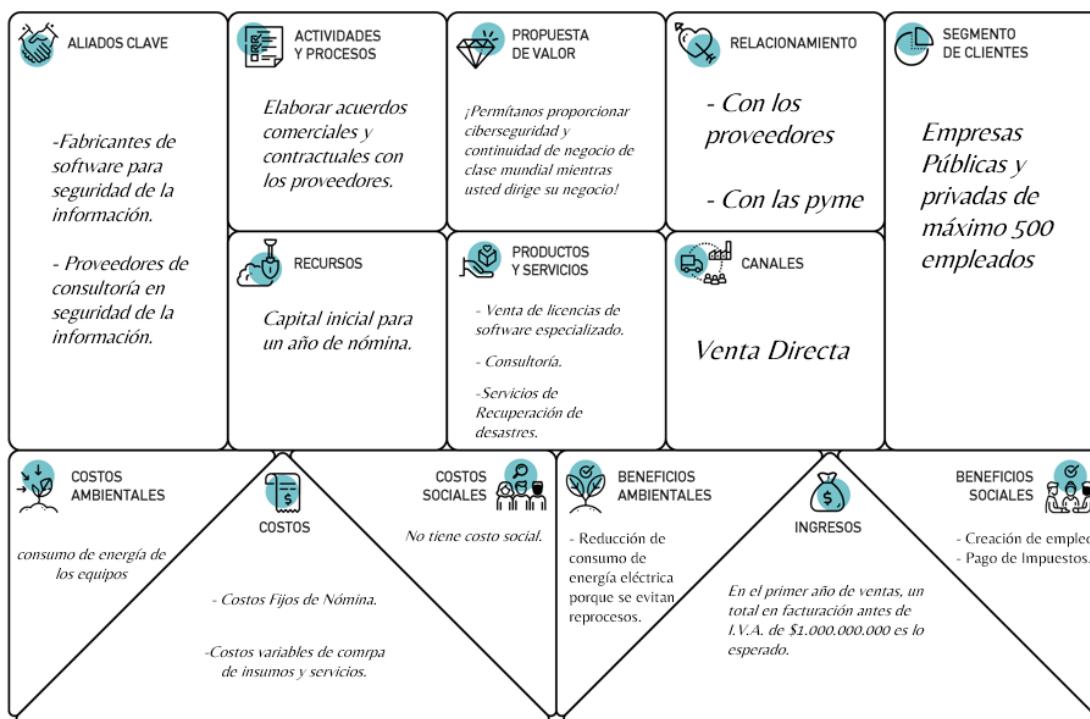 ALIADOS CLAVE
-Fabricantes de
software para
seguridad de la
información.
- Proveedores de
consultoría en
seguridad de la
información.
ACTIVIDADES
Y PROCESOS
Elaborar acuerdos
comerciales y
contractuales con
los proveedores.
RECURSOS
Capital inicial para
un año de nómina.
PROPUESTA
DE VALOR
¡Permítanos proporcionar
ciberseguridad y
continuidad de negocio de
clase mundial mientras
usted dirige su negocio!
PRODUCTOS
Y SERVICIOS
- Venta de licencias de
software especializado.
- Consultoría.
-Servicios de
Recuperación de
desastres.
RELACIONAMIENTO
- Con los
proveedores
- Con las pyme
CANALES
Venta Directa
SEGMENTO
DE CLIENTES
Empresas
Públicas y
privadas de
máximo 500
empleados
COSTOS
AMBIENTALES
consumo de energía de
los equipos
COSTOS
- Costos Fijos de Nómina.
-Costos variables de comrpa
de insumos y servicios.
COSTOS
SOCIALES
No tiene costo social.
BENEFICIOS
AMBIENTALES
- Reducción de
consumo de
energía eléctrica
porque se evitan
reprocesos.
INGRESOS
En el primer año de ventas, un
total en facturación antes de
I.V.A. de $1.000.000.000 es lo
esperado.
BENEFICIOS
SOCIALES
- Creación de empleo
- Pago de Impuestos.